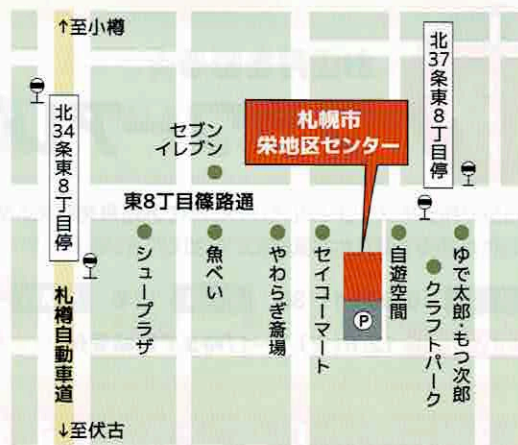 ↑至小樽
北34条東8丁目停
札樽自動車道
↓至伏古
セブン
イレブン
東8丁目篠路通
シュープラザ
魚べい
やわらぎ斎場
セイコーマート
札幌市
栄地区センター
P
自遊空間
北37条東8丁目停
クラフトパーク
ゆで太郎・もつ次郎